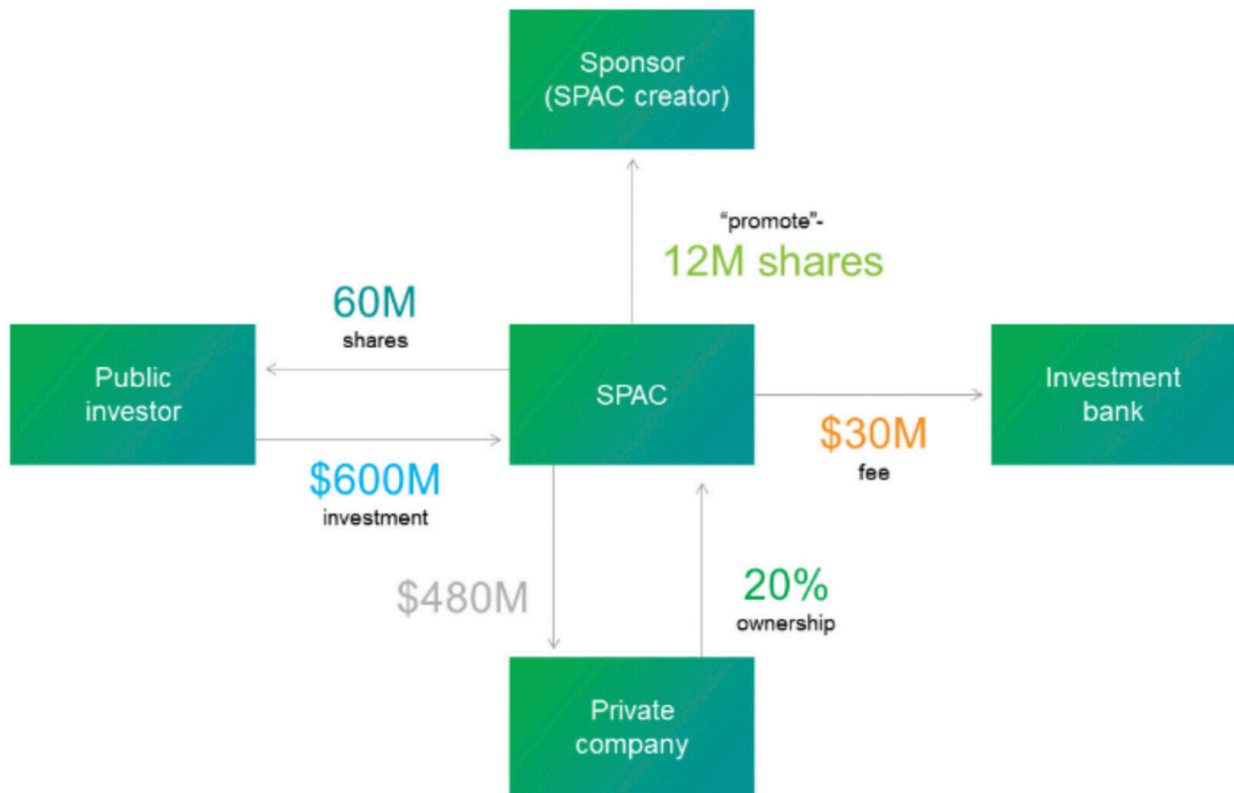 Sponsor
(SPAC creator)
“promote”-
12M shares
60M
shares
Public
investor
SPAC
Investment
bank
$600M
investment
$30M
fee
$480M
20%
ownership
Private
company